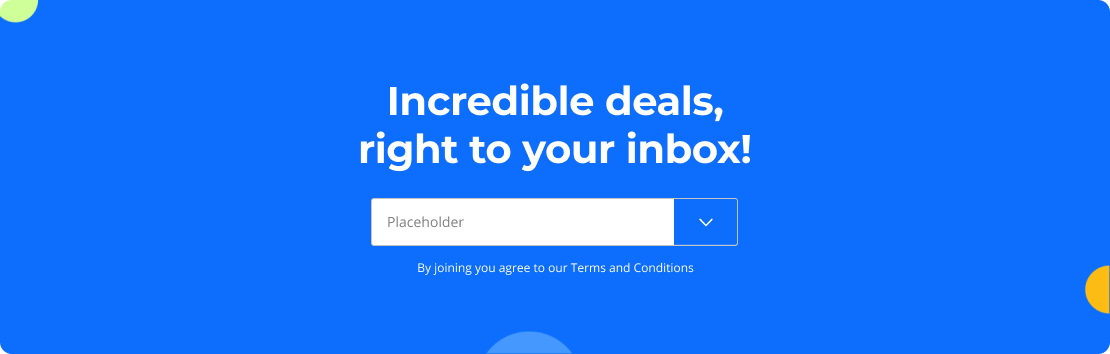 Incredible deals,
right to your inbox!
Placeholder
By joining you agree to our Terms and Conditions